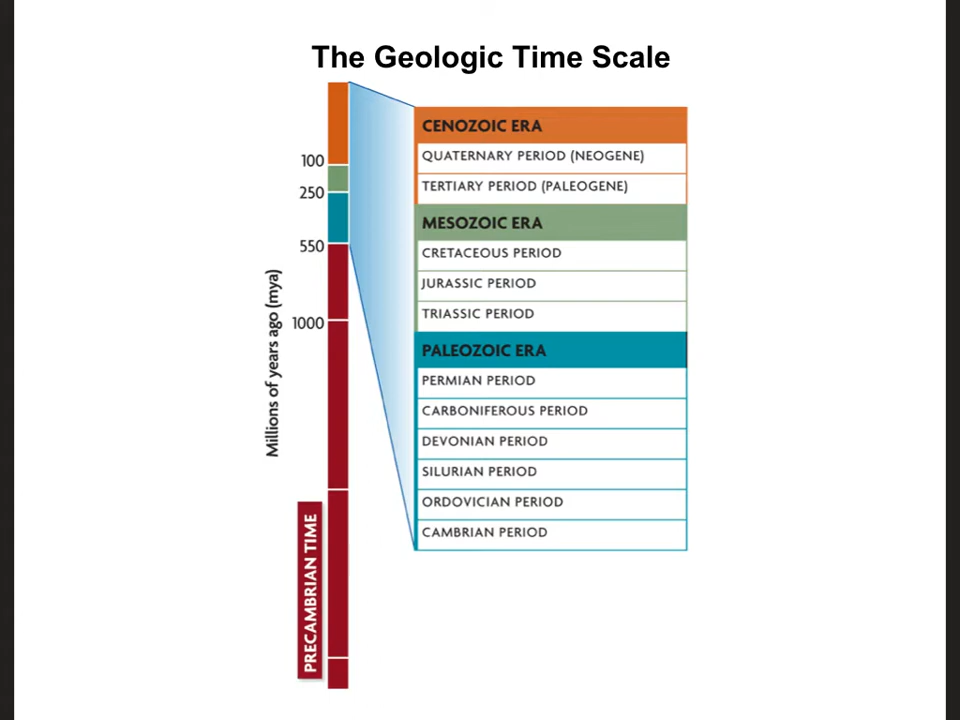 The Geologic Time Scale
CENOZOIC ERA
QUATERNARY PERIOD (NEOGENE)
TERTIARY PERIOD (PALEOGENE)
MESOZOIC ERA
CRETACEOUS PERIOD
JURASSIC PERIOD
TRIASSIC PERIOD
PALEOZOIC ERA
PERMIAN PERIOD
CARBONIFEROUS PERIOD
DEVONIAN PERIOD
SILURIAN PERIOD
ORDOVICIAN PERIOD
CAMBRIAN PERIOD
100
250
550
1000
Millions of years ago (mya)
PRECAMBRIAN TIME